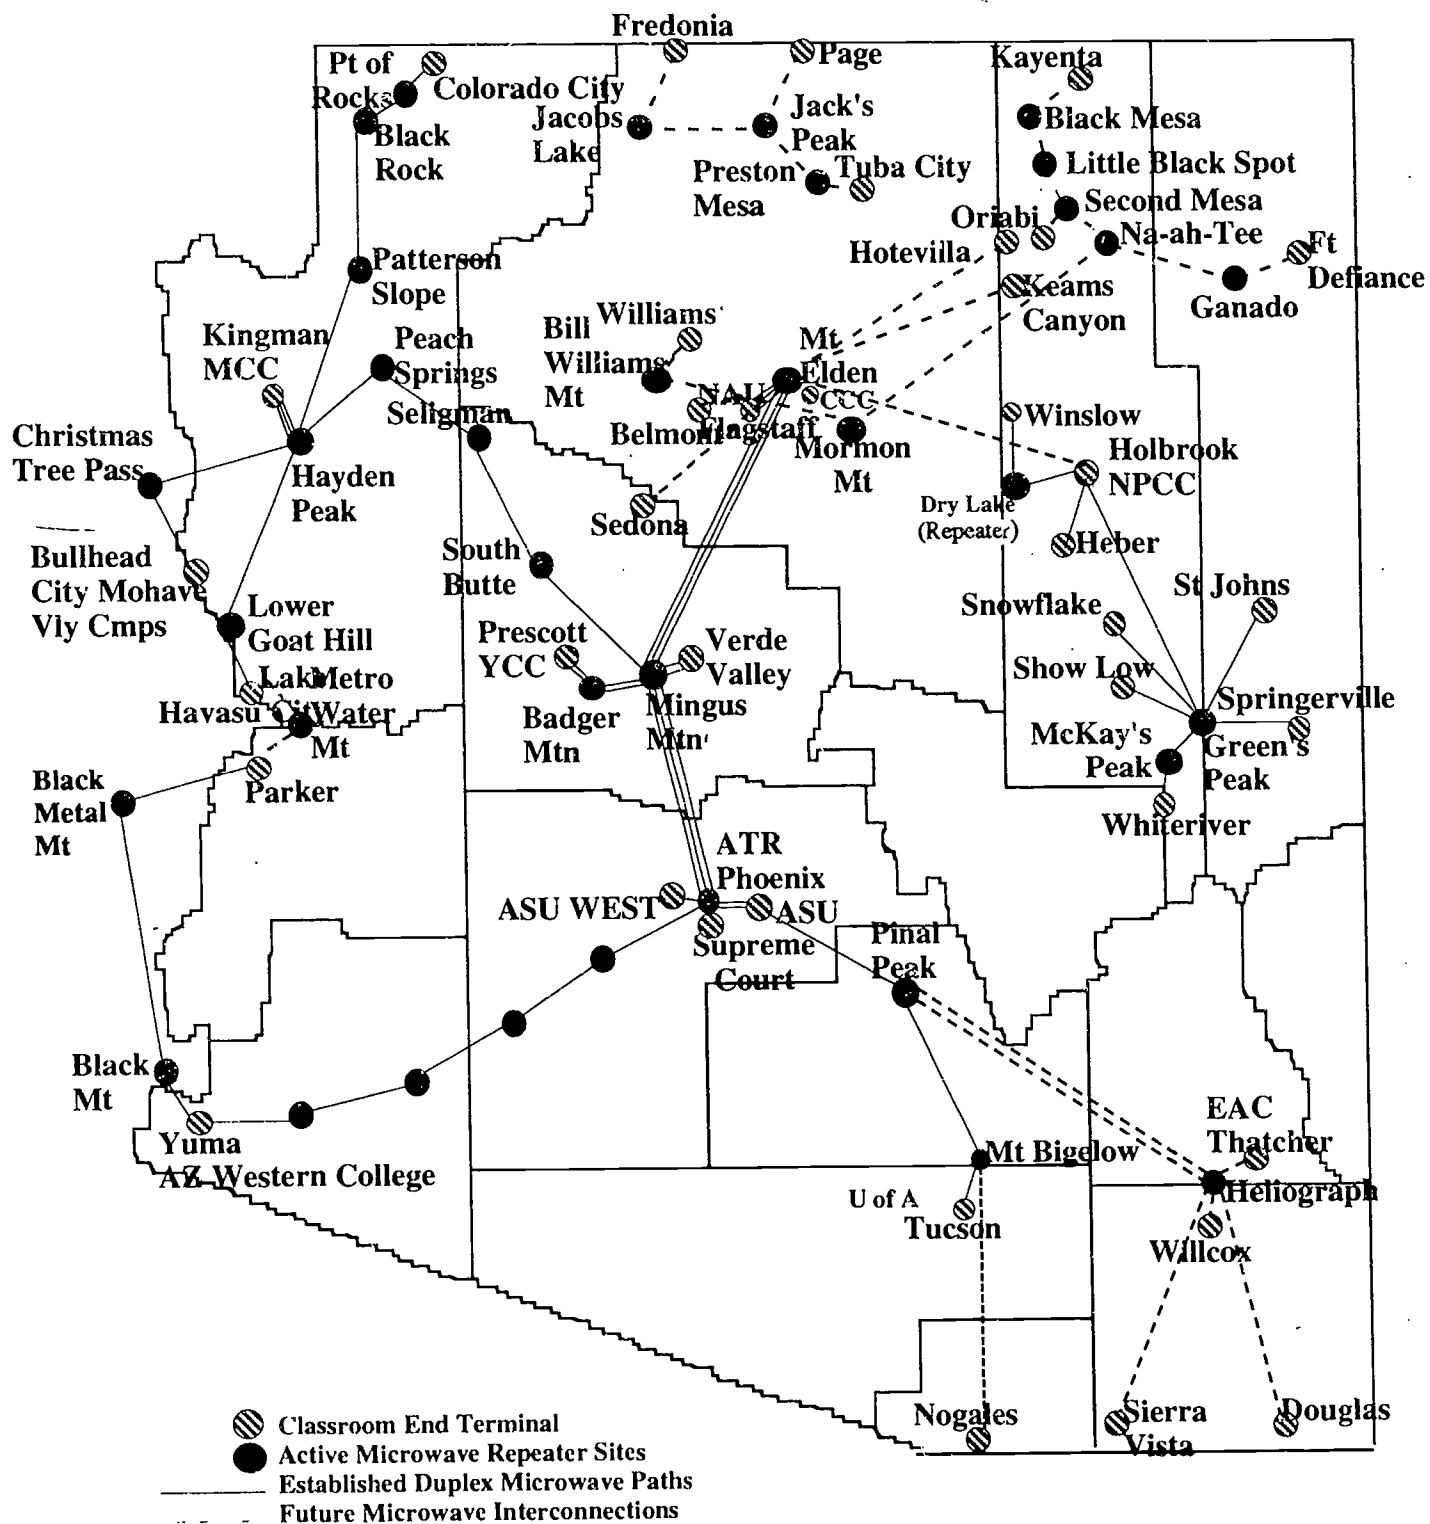 Fredonia
Page
Kayenta
Pt of
Rocks
Colorado City
Black
Rock
Jacobs
Lake
Jack's
Peak
Preston
Mesa
Tuba City
Black Mesa
Little Black Spot
Second Mesa
Oriabi
Na-ah-Tee
Hotevilla
Ft
Defiance
Ganado
Keams
Canyon
Patterson
Slope
Kingman
MCC
Peach
Springs
Seligman
Williams
Bill
Williams
Mt
Mt
Elden
NAU
CCC
Flagstaff
Belmont
Mormon
Mt
Winslow
Holbrook
NPCC
Dry Lake
(Repeater)
Heber
Christmas
Tree Pass
Hayden
Peak
Sedona
Bullhead
City Mohave
Vly Cmps
South
Butte
Lower
Goat Hill
Prescott
YCC
Verde
Valley
Snowflake
St Johns
Show Low
Springerville
Lake
Havasu City
Metro
Water
Mt
Badger
Mtn
Mingus
Mtn
McKay's
Peak
Green's
Peak
Black
Metal
Mt
Parker
Whiteriver
ATR
Phoenix
ASU WEST
ASU
Supreme
Court
Pinal
Peak
Black
Mt
Yuma
AZ Western College
EAC
Thatcher
Mt Bigelow
Heliograph
U of A
Tucson
Willcox
Nogales
Sierra
Vista
Douglas
Classroom End Terminal
Active Microwave Repeater Sites
Established Duplex Microwave Paths
Future Microwave Interconnections